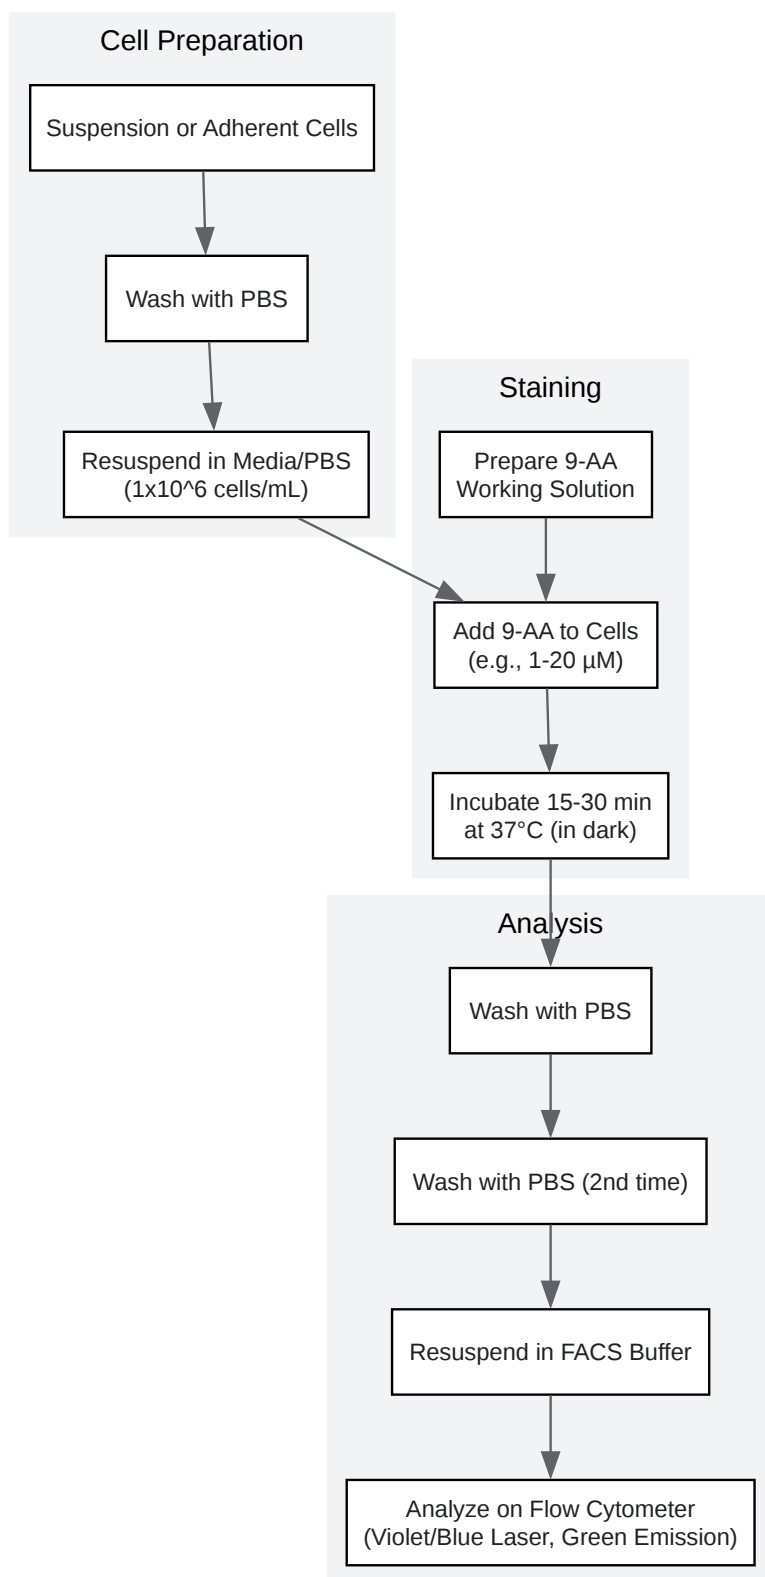 Cell Preparation
Suspension or Adherent Cells
Wash with PBS
Resuspend in Media/PBS
(1x10^6 cells/mL)
Staining
Prepare 9-AA
Working Solution
Add 9-AA to Cells
(e.g., 1-20 µM)
Incubate 15-30 min
at 37°C (in dark)
Analysis
Wash with PBS
Wash with PBS (2nd time)
Resuspend in FACS Buffer
Analyze on Flow Cytometer
(Violet/Blue Laser, Green Emission)